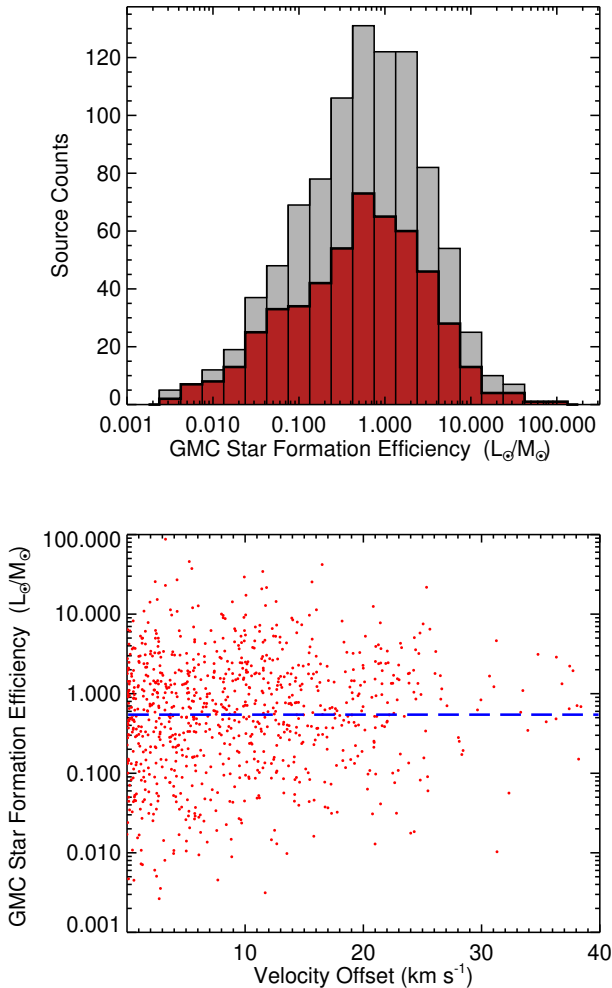 120
100
80
60
40
20
0
Source Counts
0.001 0.010 0.100 1.000 10.000 100.000
GMC Star Formation Efficiency (L⊙/M⊙)
100.000
10.000
1.000
0.100
0.010
0.001
GMC Star Formation Efficiency (L⊙/M⊙)
10 20 30 40
Velocity Offset (km s⁻¹)